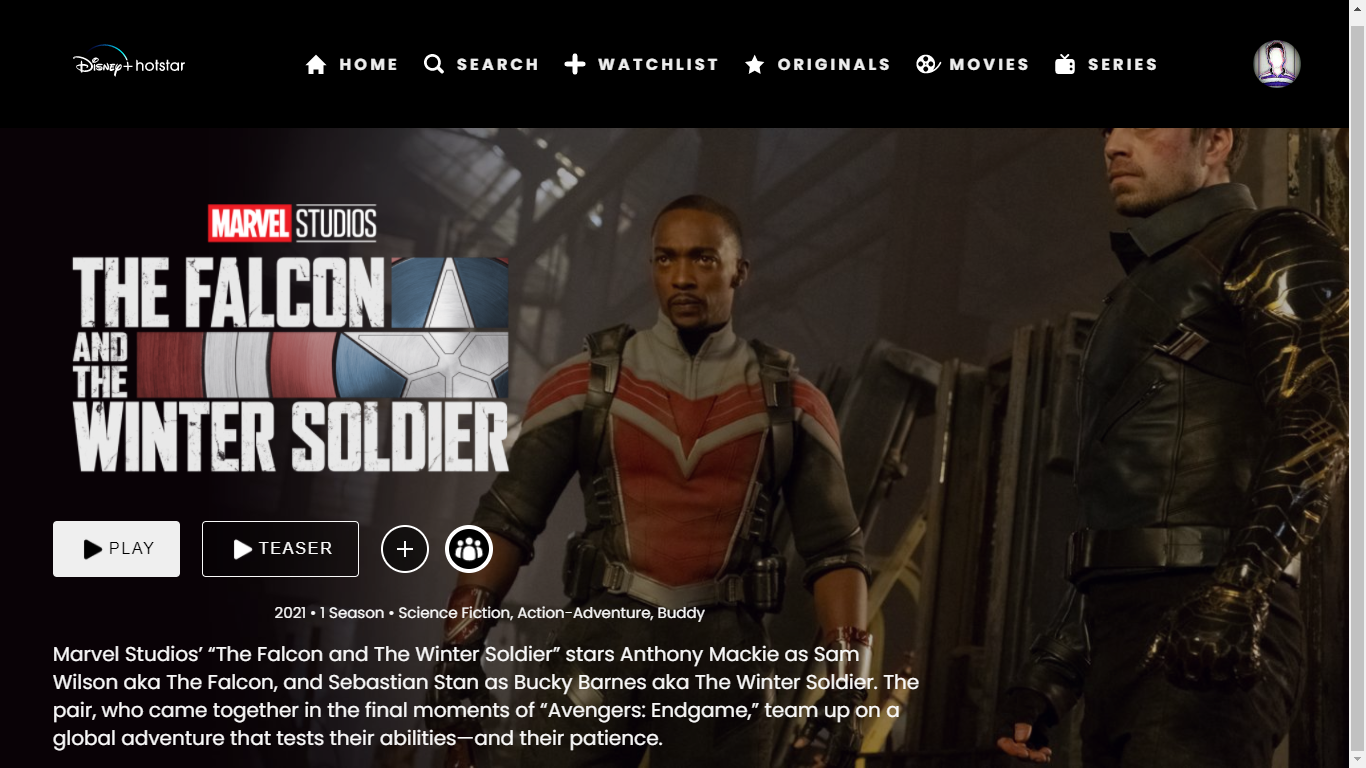 Disney+ hotstar
HOME SEARCH WATCHLIST ORIGINALS MOVIES SERIES
MARVEL STUDIOS
THE FALCON
AND
THE
WINTER SOLDIER
PLAY TEASER
2021 • 1 Season • Science Fiction, Action-Adventure, Buddy
Marvel Studios’ “The Falcon and The Winter Soldier” stars Anthony Mackie as Sam
Wilson aka The Falcon, and Sebastian Stan as Bucky Barnes aka The Winter Soldier. The
pair, who came together in the final moments of “Avengers: Endgame,” team up on a
global adventure that tests their abilities—and their patience.